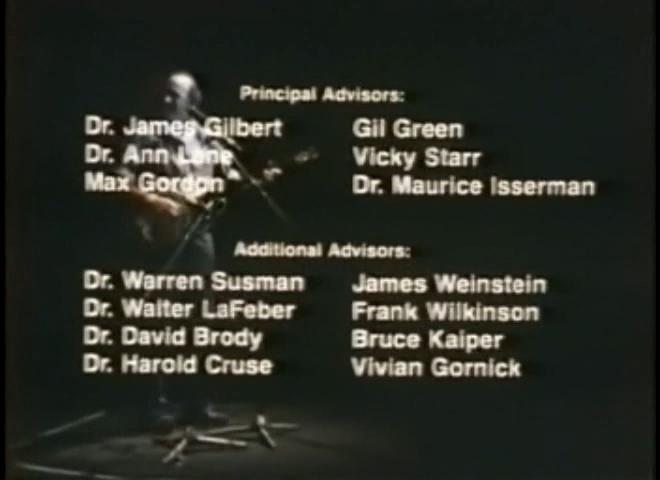 Principal Advisors:
Dr. James Gilbert
Dr. Ann Lane
Max Gordon
Gil Green
Vicky Starr
Dr. Maurice Isserman
Additional Advisors:
Dr. Warren Susman
Dr. Walter LaFeber
Dr. David Brody
Dr. Harold Cruse
James Weinstein
Frank Wilkinson
Bruce Kaiper
Vivian Gornick